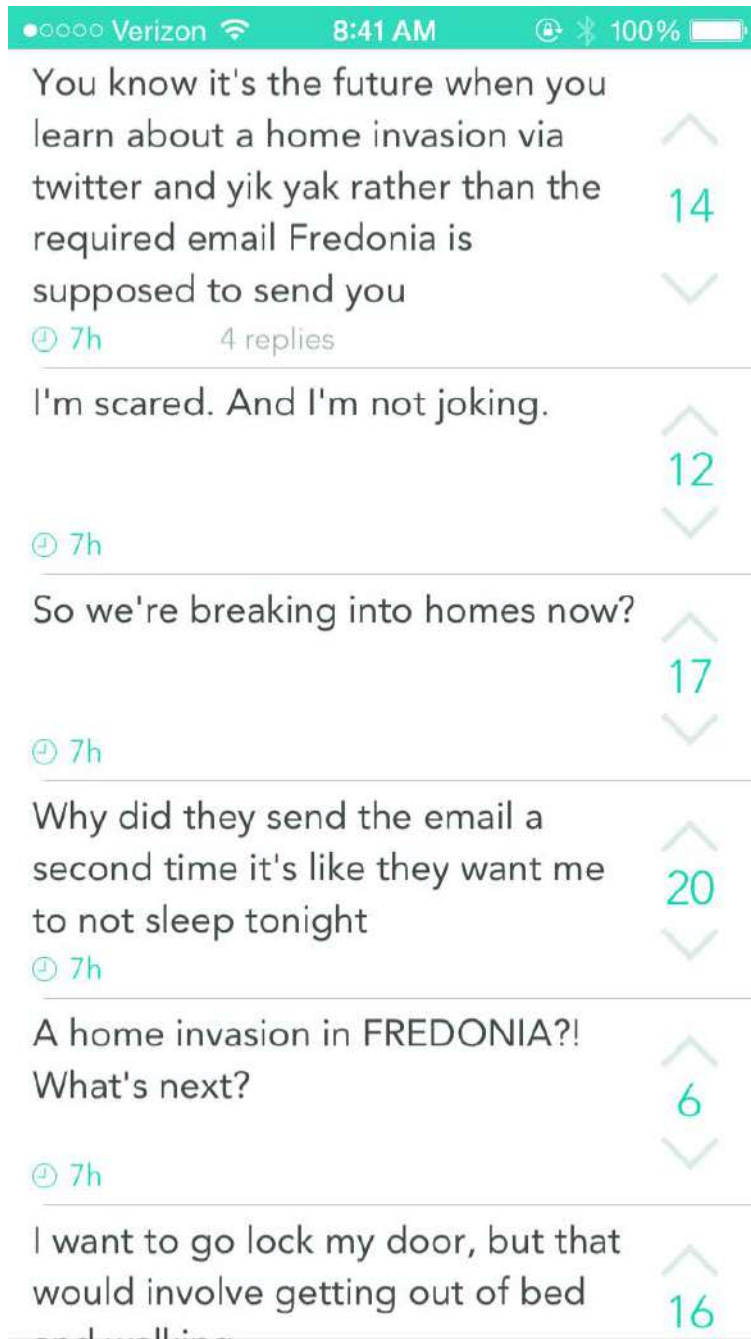 Verizon 8:41 AM 100%
You know it's the future when you
learn about a home invasion via
twitter and yik yak rather than the
required email Fredonia is
supposed to send you
14
7h 4 replies
I'm scared. And I'm not joking.
12
7h
So we're breaking into homes now?
17
7h
Why did they send the email a
second time it's like they want me
to not sleep tonight
20
7h
A home invasion in FREDONIA?!
What's next?
6
7h
I want to go lock my door, but that
would involve getting out of bed
16